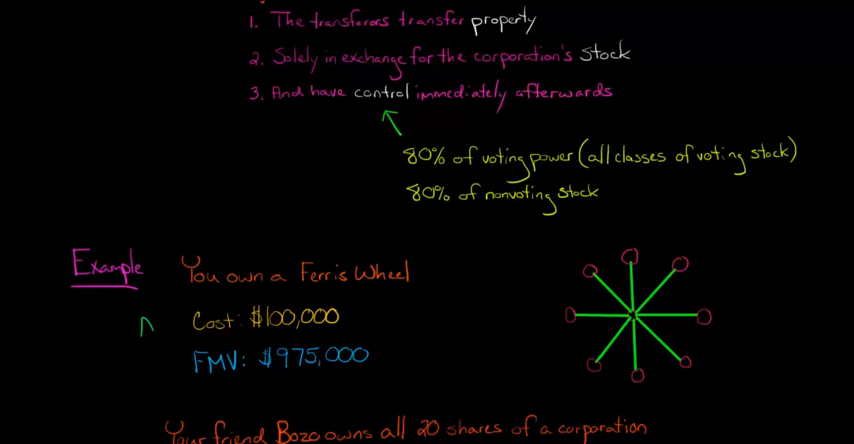 1. The transferors transfer property
2. Solely in exchange for the corporation's stock
3. And have control immediately afterwards
80% of voting power (all classes of voting stock)
80% of nonvoting stock
Example
You own a Ferris Wheel
Cost: $100,000
FMV: $975,000
Your friend Bozo owns all 20 shares of a corporation